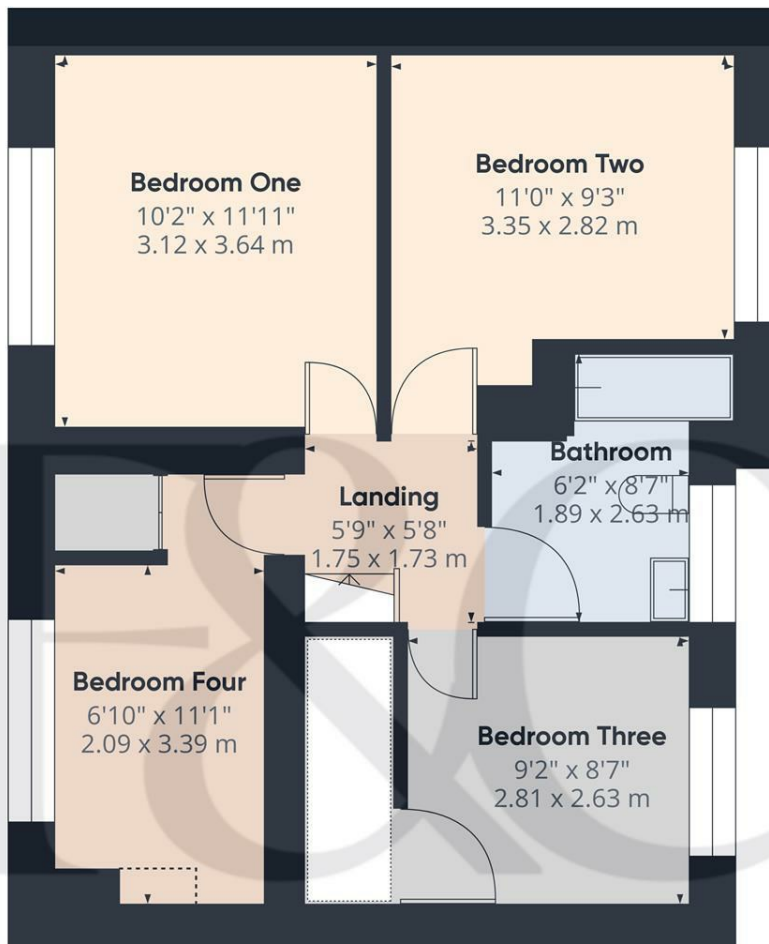 Bedroom One
10'2" x 11'11"
3.12 x 3.64 m
Bedroom Two
11'0" x 9'3"
3.35 x 2.82 m
Bathroom
6'2" x 8'7"
1.89 x 2.63 m
Landing
5'9" x 5'8"
1.75 x 1.73 m
Bedroom Four
6'10" x 11'1"
2.09 x 3.39 m
Bedroom Three
9'2" x 8'7"
2.81 x 2.63 m